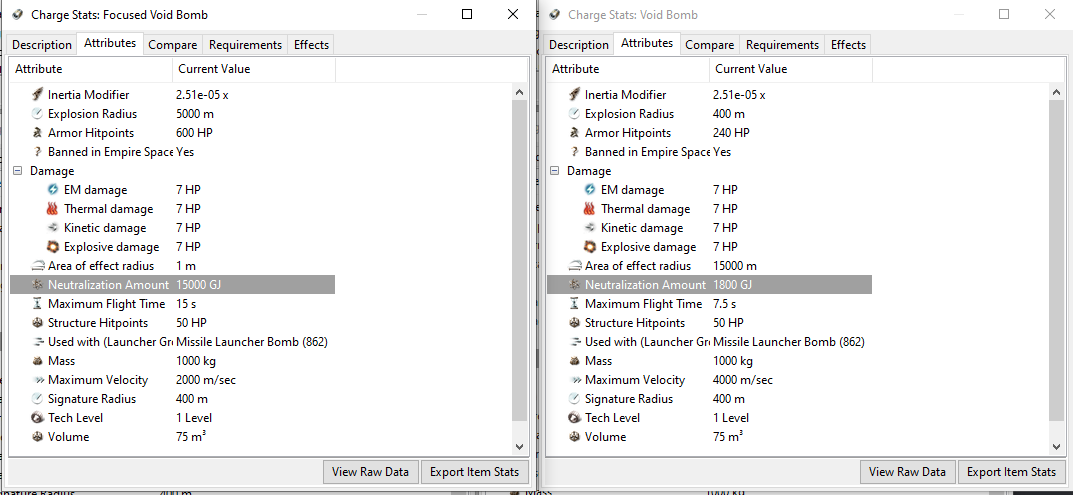 Charge Stats: Focused Void Bomb
Description Attributes Compare Requirements Effects
Attribute Current Value
Inertia Modifier 2.51e-05 x
Explosion Radius 5000 m
Armor Hitpoints 600 HP
Banned in Empire Space Yes
Damage
EM damage 7 HP
Thermal damage 7 HP
Kinetic damage 7 HP
Explosive damage 7 HP
Area of effect radius 1 m
Neutralization Amount 15000 GJ
Maximum Flight Time 15 s
Structure Hitpoints 50 HP
Used with (Launcher Gr Missile Launcher Bomb (862)
Mass 1000 kg
Maximum Velocity 2000 m/sec
Signature Radius 400 m
Tech Level 1 Level
Volume 75 m³
View Raw Data Export Item Stats
Charge Stats: Void Bomb
Description Attributes Compare Requirements Effects
Attribute Current Value
Inertia Modifier 2.51e-05 x
Explosion Radius 400 m
Armor Hitpoints 240 HP
Banned in Empire Space Yes
Damage
EM damage 7 HP
Thermal damage 7 HP
Kinetic damage 7 HP
Explosive damage 7 HP
Area of effect radius 15000 m
Neutralization Amount 1800 GJ
Maximum Flight Time 7.5 s
Structure Hitpoints 50 HP
Used with (Launcher Gr Missile Launcher Bomb (862)
Mass 1000 kg
Maximum Velocity 4000 m/sec
Signature Radius 400 m
Tech Level 1 Level
Volume 75 m³
View Raw Data Export Item Stats